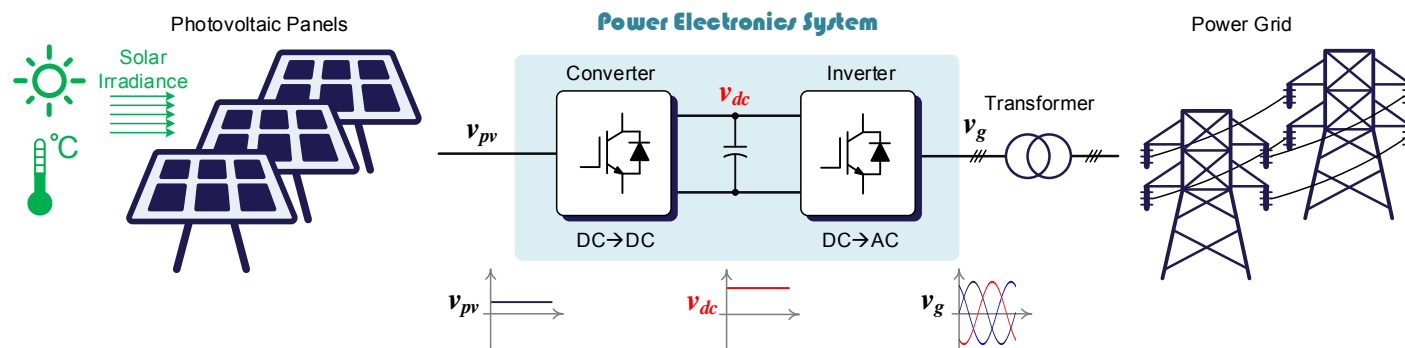 Photovoltaic Panels
Power Electronics System
Power Grid
Solar
Irradiance
°C
Converter
Inverter
Transformer
v_pv
v_dc
v_g
DC→DC
DC→AC
v_pv
v_dc
v_g